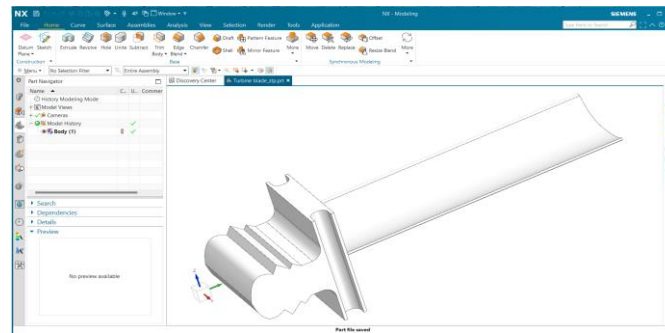 NX Window NX - Modeling SIEMENS
File Home Curve Surface Assemblies Analysis View Selection Render Tools Application
Datum Plane Sketch Extrude Revolve Hole Unite Subtract Trim Body Edge Blend Chamfer Draft Pattern Feature Shell Mirror Feature More Move Delete Replace Offset Resize Blend More
Construction Base Synchronous Modeling
Menu No Selection Filter Entire Assembly
Part Navigator
Discovery Center Turbine blade_stp.prt
Name C... U... Commer
History Modeling Mode
Model Views
Cameras
Model History
Body (1)
Search
Dependencies
Details
Preview
No preview available
Part file saved